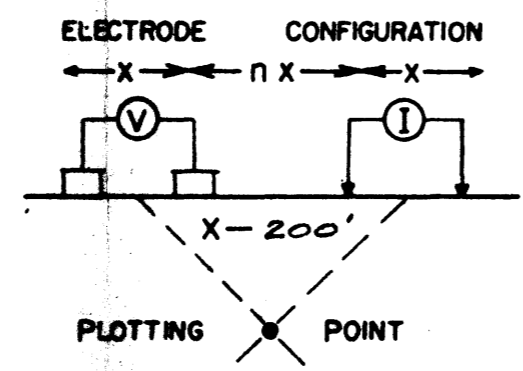 ELECTRODE CONFIGURATION
X n X X
V I
X — 200'
PLOTTING POINT